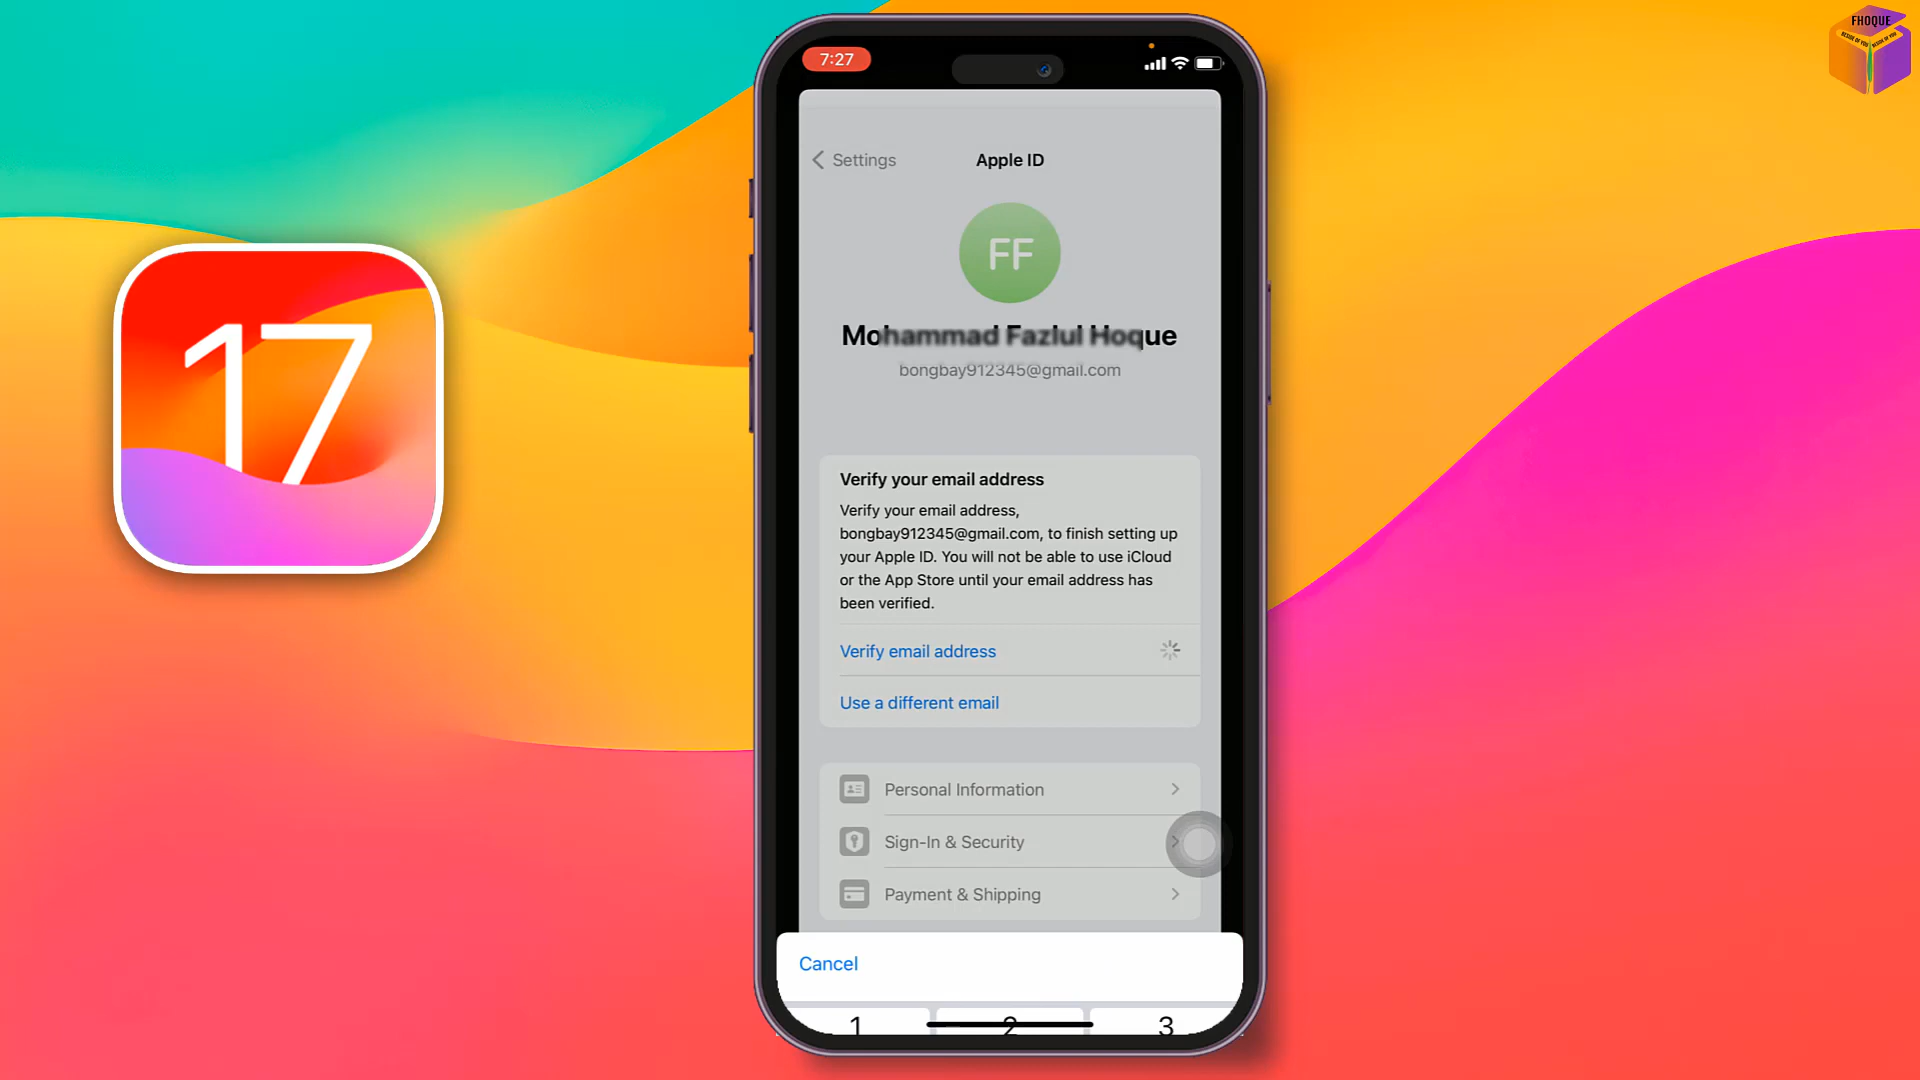 FHOQUE
17
7:27
Settings
Apple ID
FF
Mohammad Fazlul Hoque
bongbay912345@gmail.com
Verify your email address
Verify your email address,
bongbay912345@gmail.com, to finish setting up
your Apple ID. You will not be able to use iCloud
or the App Store until your email address has
been verified.
Verify email address
Use a different email
Personal Information
Sign-In & Security
Payment & Shipping
Cancel
1 2 3